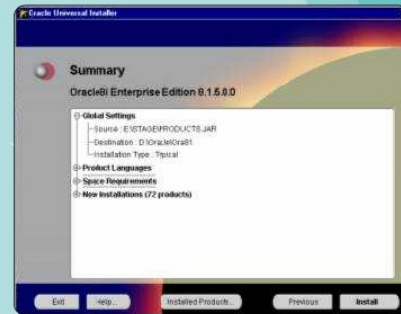 Oracle Universal Installer
Summary
Oracle8i Enterprise Edition 8.1.5.0.0
Global Settings
Source : E:\STAGE\PRODUCTS.JAR
Destination : D:\Oracle\Ora81
Installation Type : Typical
Product Languages
Space Requirements
New Installations (72 products)
Exit
Help...
Installed Products...
Previous
Install